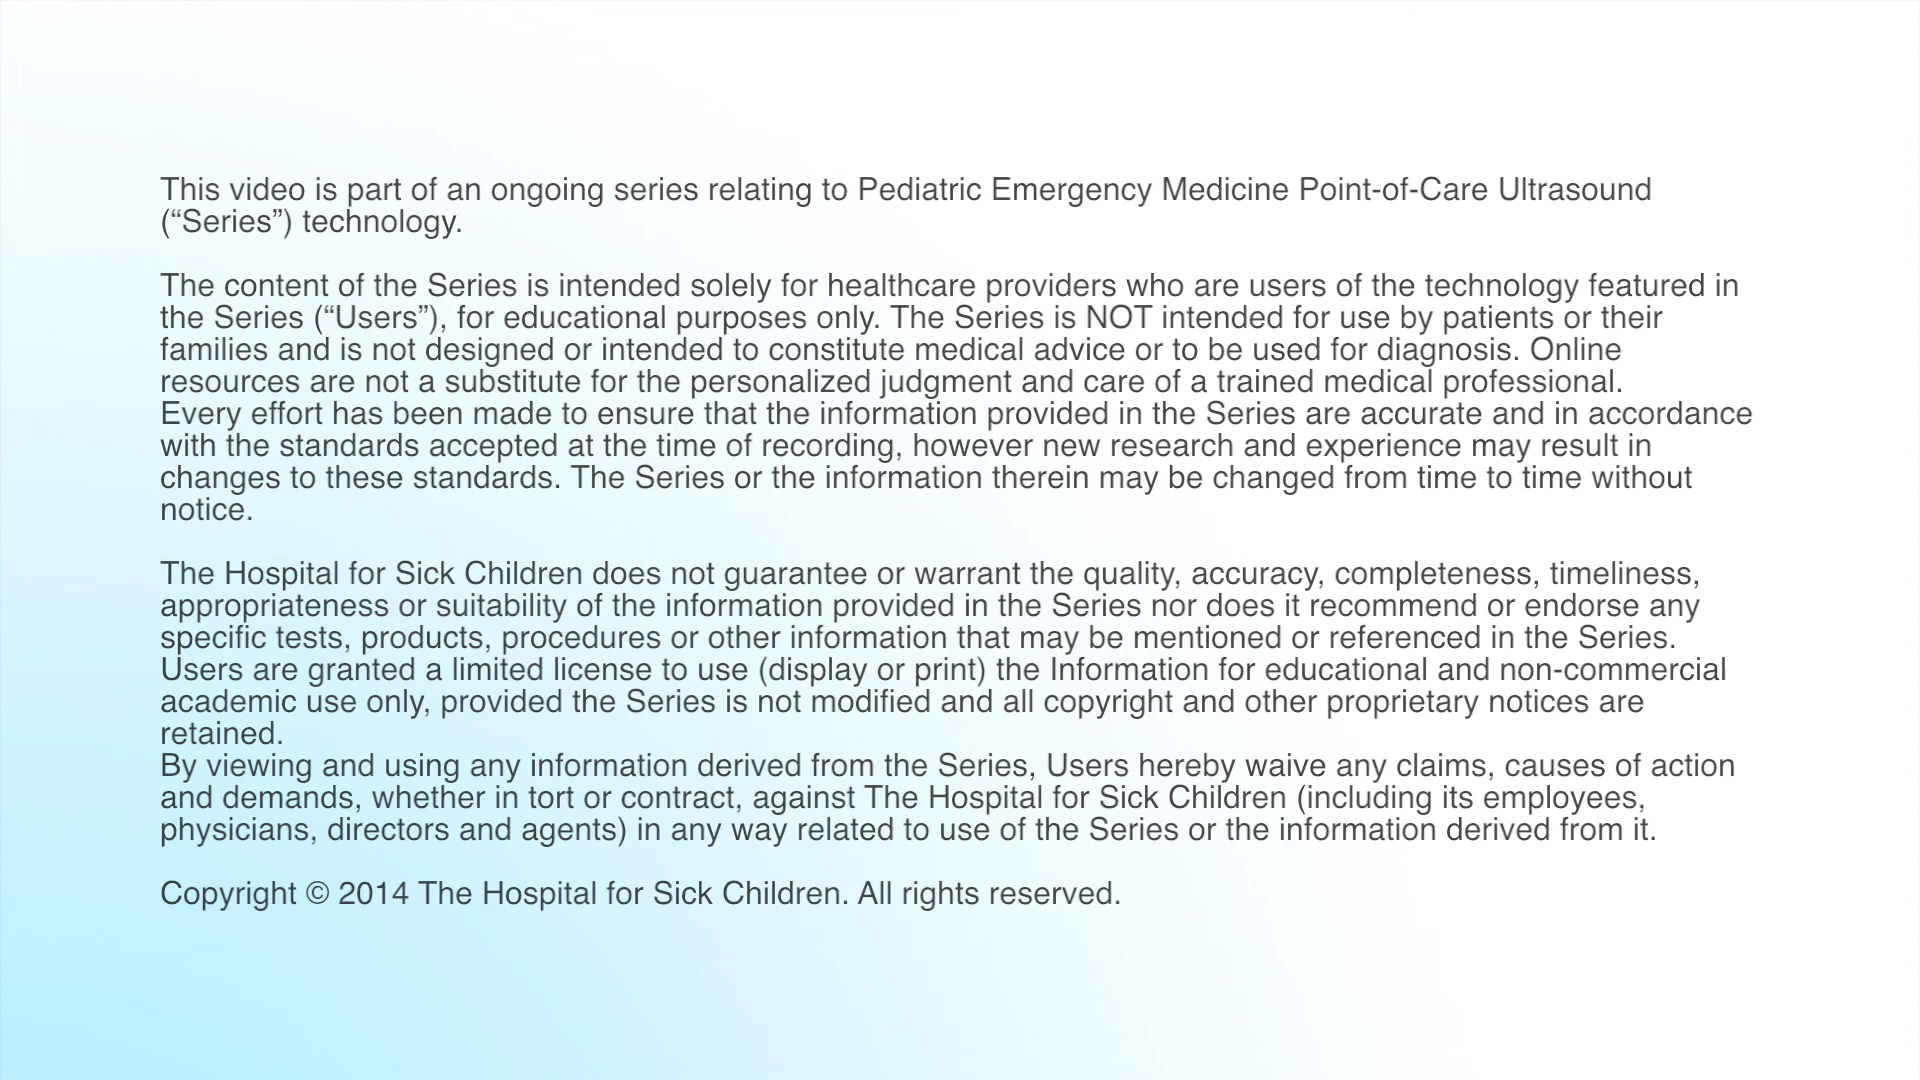 This video is part of an ongoing series relating to Pediatric Emergency Medicine Point-of-Care Ultrasound
(“Series”) technology.
The content of the Series is intended solely for healthcare providers who are users of the technology featured in
the Series (“Users”), for educational purposes only. The Series is NOT intended for use by patients or their
families and is not designed or intended to constitute medical advice or to be used for diagnosis. Online
resources are not a substitute for the personalized judgment and care of a trained medical professional.
Every effort has been made to ensure that the information provided in the Series are accurate and in accordance
with the standards accepted at the time of recording, however new research and experience may result in
changes to these standards. The Series or the information therein may be changed from time to time without
notice.
The Hospital for Sick Children does not guarantee or warrant the quality, accuracy, completeness, timeliness,
appropriateness or suitability of the information provided in the Series nor does it recommend or endorse any
specific tests, products, procedures or other information that may be mentioned or referenced in the Series.
Users are granted a limited license to use (display or print) the Information for educational and non-commercial
academic use only, provided the Series is not modified and all copyright and other proprietary notices are
retained.
By viewing and using any information derived from the Series, Users hereby waive any claims, causes of action
and demands, whether in tort or contract, against The Hospital for Sick Children (including its employees,
physicians, directors and agents) in any way related to use of the Series or the information derived from it.
Copyright © 2014 The Hospital for Sick Children. All rights reserved.